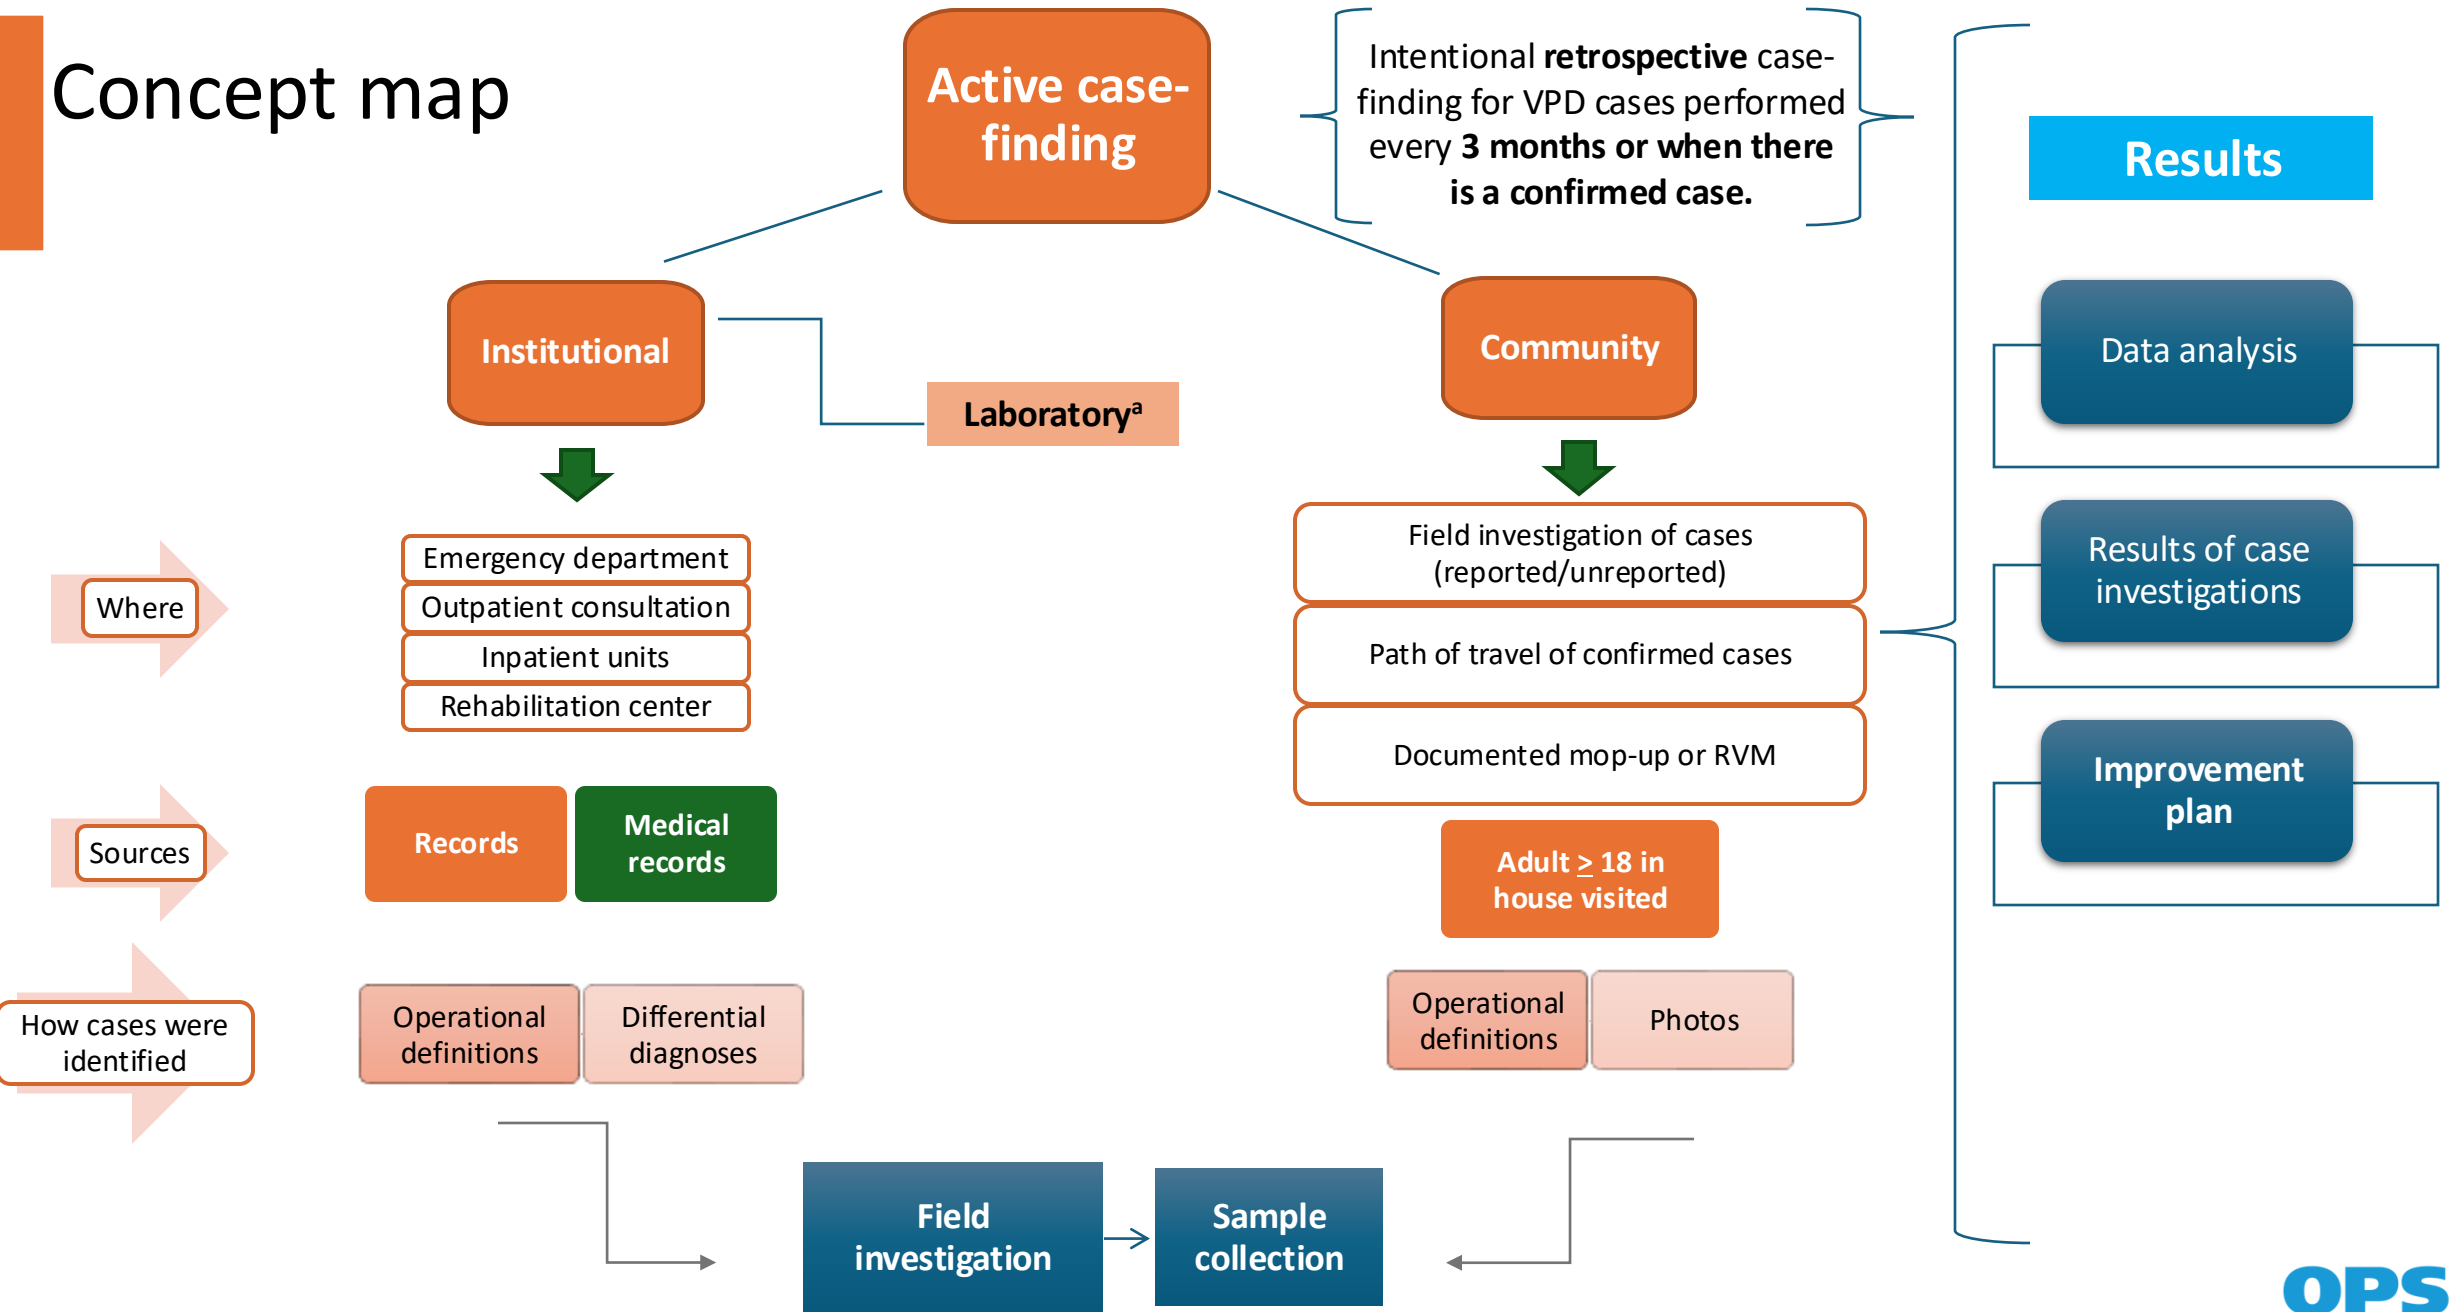 Concept map
Active case-
finding
Intentional retrospective case-
finding for VPD cases performed
every 3 months or when there
is a confirmed case.
Results
Institutional
Laboratoryᵃ
Community
Data analysis
Where
Emergency department
Outpatient consultation
Inpatient units
Rehabilitation center
Field investigation of cases
(reported/unreported)
Path of travel of confirmed cases
Documented mop-up or RVM
Results of case
investigations
Sources
Records
Medical
records
Adult ≥ 18 in
house visited
Improvement
plan
How cases were
identified
Operational
definitions
Differential
diagnoses
Operational
definitions
Photos
Field
investigation
Sample
collection
OPS